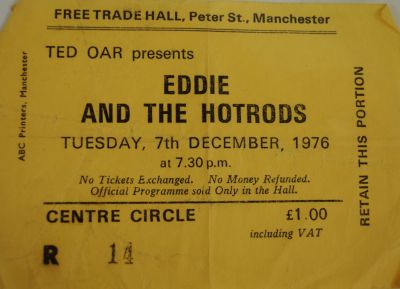 FREE TRADE HALL, Peter St., Manchester
TED OAR presents
EDDIE
AND THE HOTRODS
TUESDAY, 7th DECEMBER, 1976
at 7.30 p.m.
No Tickets Exchanged. No Money Refunded.
Official Programme sold Only in the Hall.
CENTRE CIRCLE £1.00
including VAT
R 14
ABC Printers, Manchester
RETAIN THIS PORTION